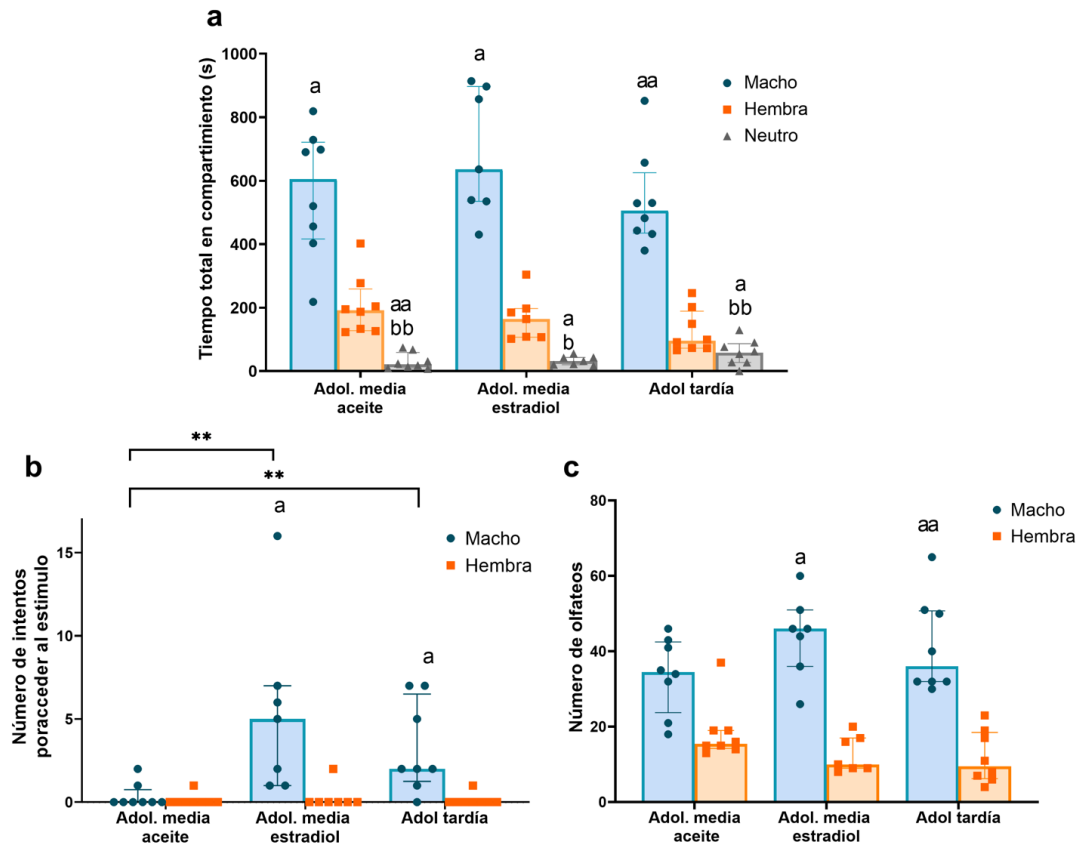 a
Tiempo total en compartimiento (s)
1000
800
600
400
200
0
a
a
aa
aa
bb
a
b
a
bb
Macho
Hembra
Neutro
Adol. media
aceite
Adol. media
estradiol
Adol tardía
b
**
**
Número de intentos
poracceder al estimulo
15
10
5
0
a
a
Macho
Hembra
Adol. media
aceite
Adol. media
estradiol
Adol tardía
c
Número de olfateos
80
60
40
20
0
a
aa
Macho
Hembra
Adol. media
aceite
Adol. media
estradiol
Adol tardía